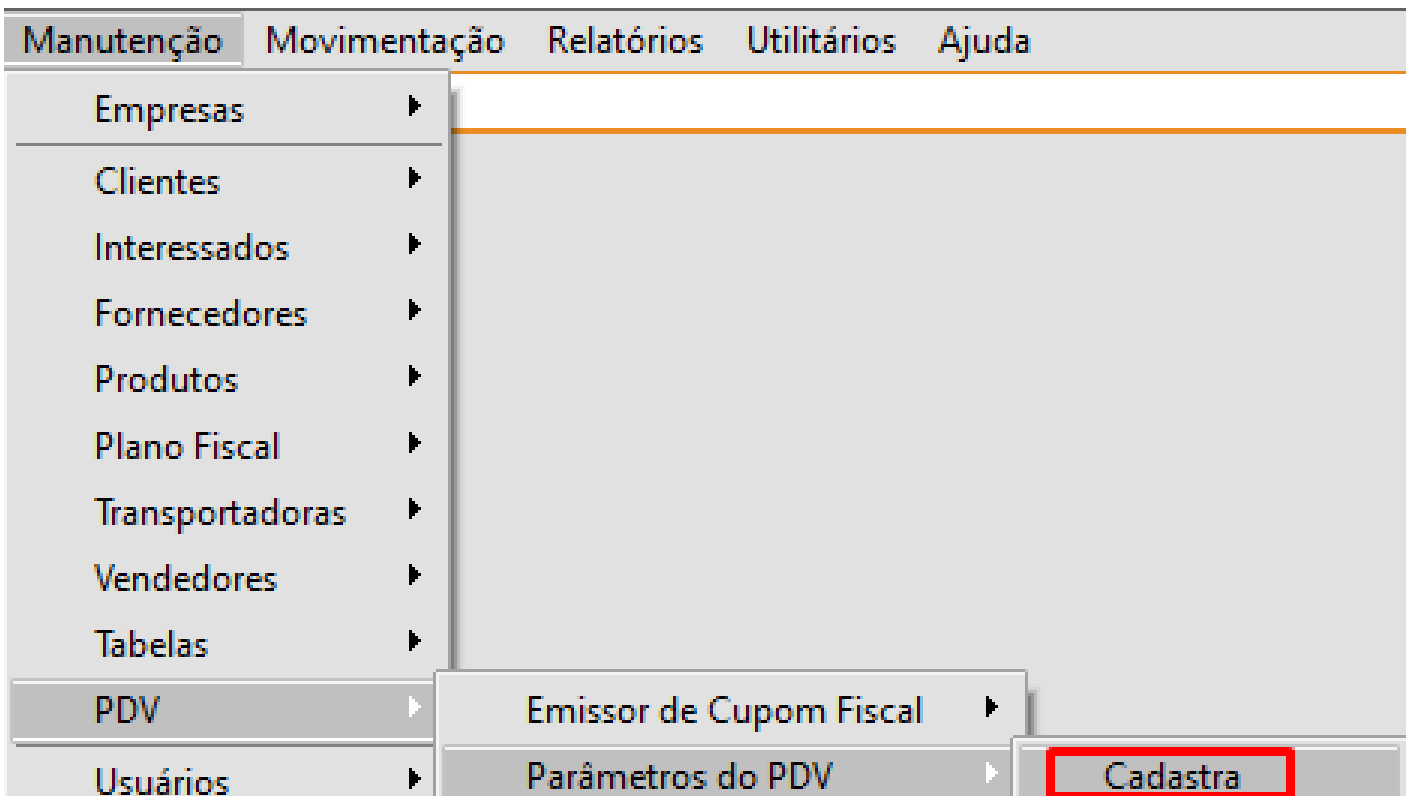 Manutenção Movimentação Relatórios Utilitários Ajuda
Empresas
Clientes
Interessados
Fornecedores
Produtos
Plano Fiscal
Transportadoras
Vendedores
Tabelas
PDV Emissor de Cupom Fiscal
Usuários Parâmetros do PDV Cadastra